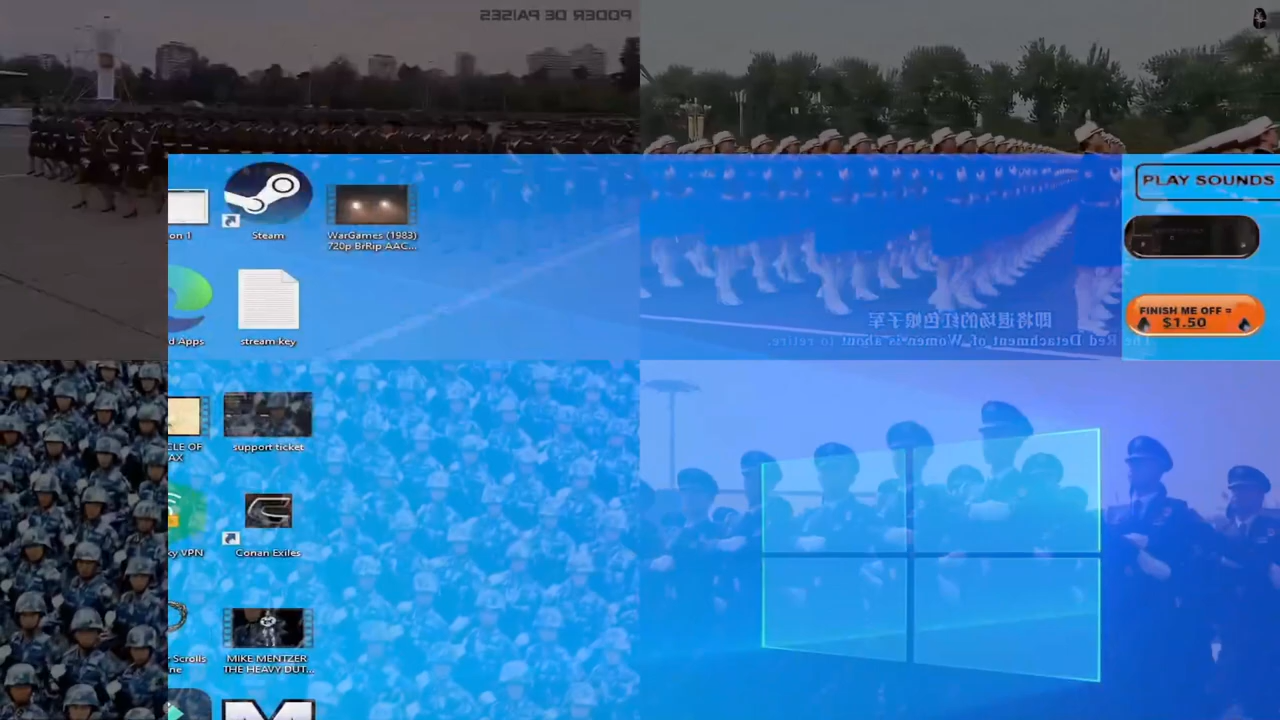 PODER DE PAISES
PLAY SOUNDS
on 1
Steam
WarGames (1983)
720p BrRip AAC...
FINISH ME OFF =
$1.50
d Apps
stream key
即将退场的红色娘子军
The Red Detachment of Women is about to retire.
CLE OF
AX
support ticket
ky VPN
Conan Exiles
r Scrolls
ne
MIKE MENTZER
THE HEAVY DUT...